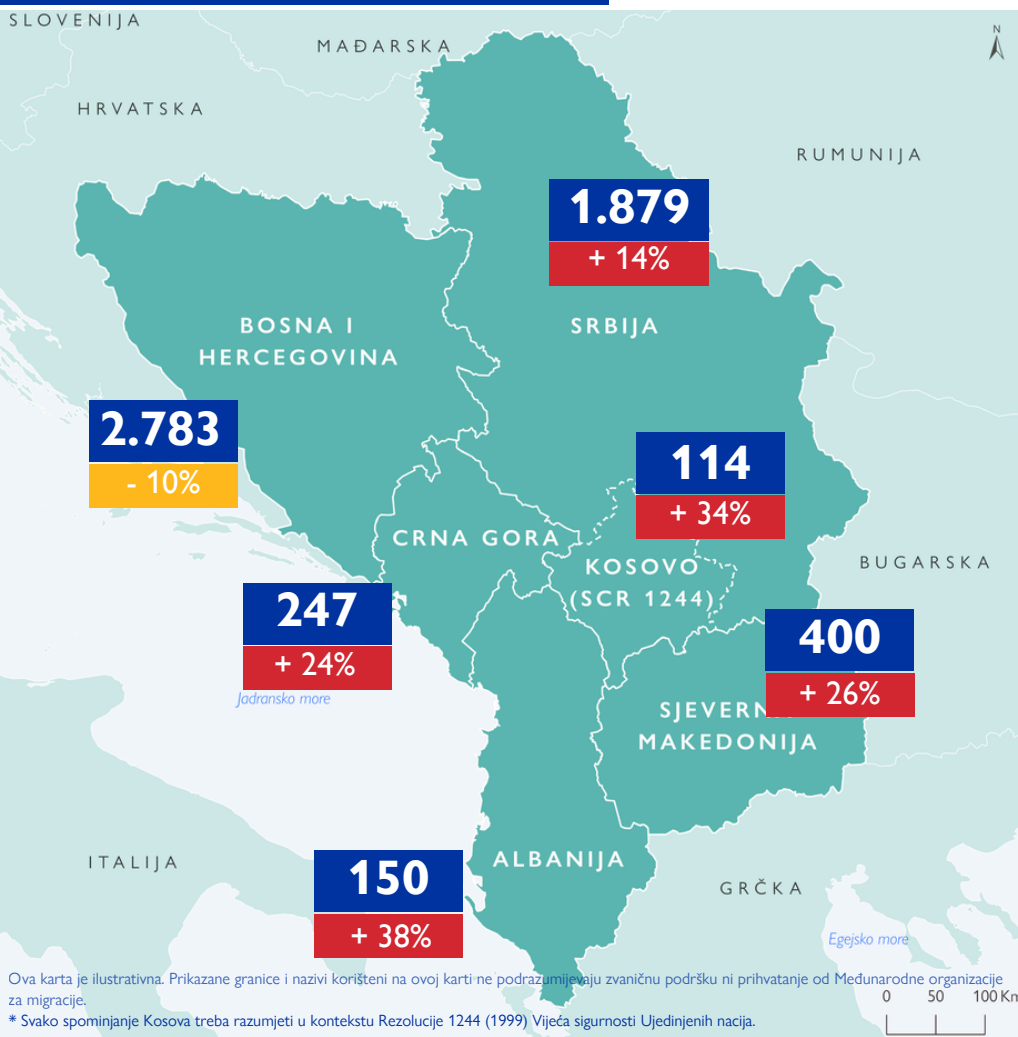 SLOVENIJA
MAĐARSKA
N
HRVATSKA
RUMUNIJA
1.879
+ 14%
BOSNA I
HERCEGOVINA
SRBIJA
2.783
- 10%
114
+ 34%
CRNA GORA
KOSOVO
(SCR 1244)
BUGARSKA
247
+ 24%
400
+ 26%
Jadransko more
SJEVERN
MAKEDONIJA
ITALIJA
150
+ 38%
ALBANIJA
GRČKA
Egejsko more
Ova karta je ilustrativna. Prikazane granice i nazivi korišteni na ovoj karti ne podrazumijevaju zvaničnu podršku ni prihvatanje od Međunarodne organizacije
za migracije.
0 50 100 Km
* Svako spominjanje Kosova treba razumjeti u kontekstu Rezolucije 1244 (1999) Vijeća sigurnosti Ujedinjenih nacija.